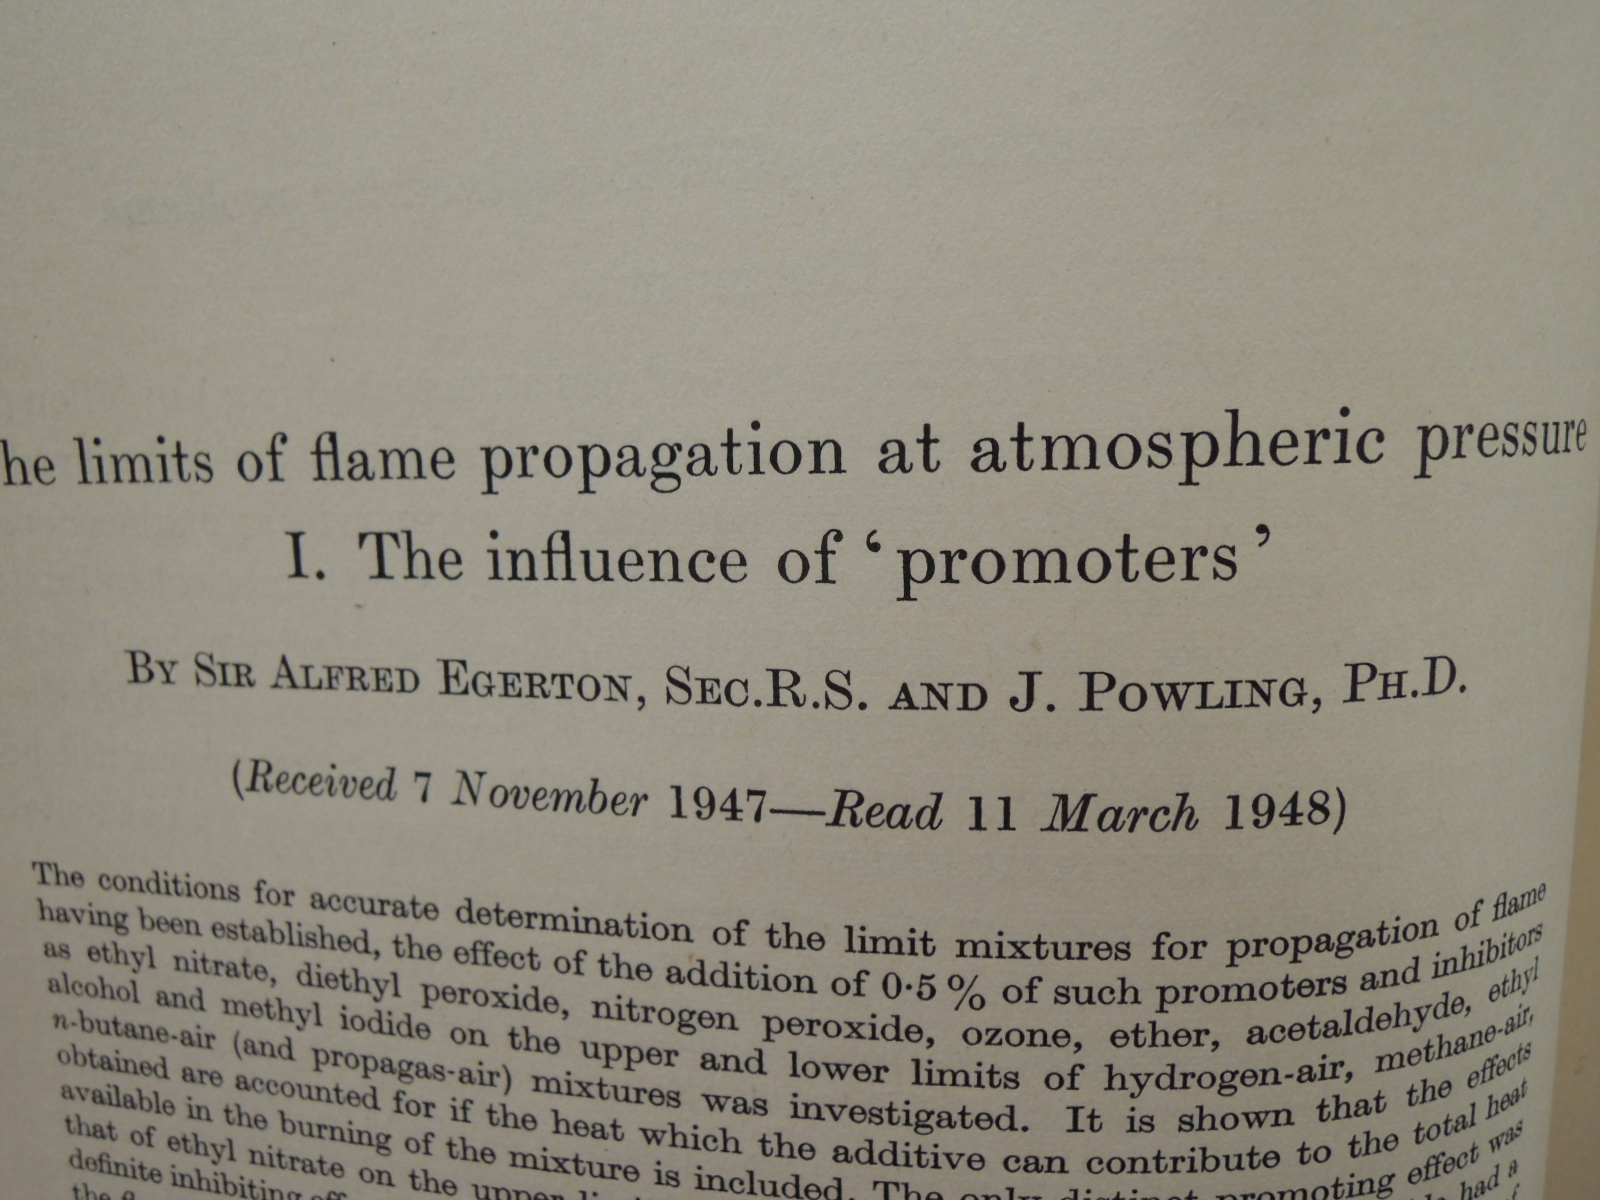 he limits of flame propagation at atmospheric pressure
I. The influence of ‘promoters’
By Sir Alfred Egerton, Sec.R.S. and J. Powling, Ph.D.
(Received 7 November 1947—Read 11 March 1948)
The conditions for accurate determination of the limit mixtures for propagation of flame
having been established, the effect of the addition of 0·5 % of such promoters and inhibitors
as ethyl nitrate, diethyl peroxide, nitrogen peroxide, ozone, ether, acetaldehyde, ethyl
alcohol and methyl iodide on the upper and lower limits of hydrogen-air, methane-air,
n-butane-air (and propagas-air) mixtures was investigated. It is shown that the effects
obtained are accounted for if the heat which the additive can contribute to the total heat
available in the burning of the mixture is included. The only distinct promoting effect was
that of ethyl nitrate on the upper had a
definite inhibiting
the